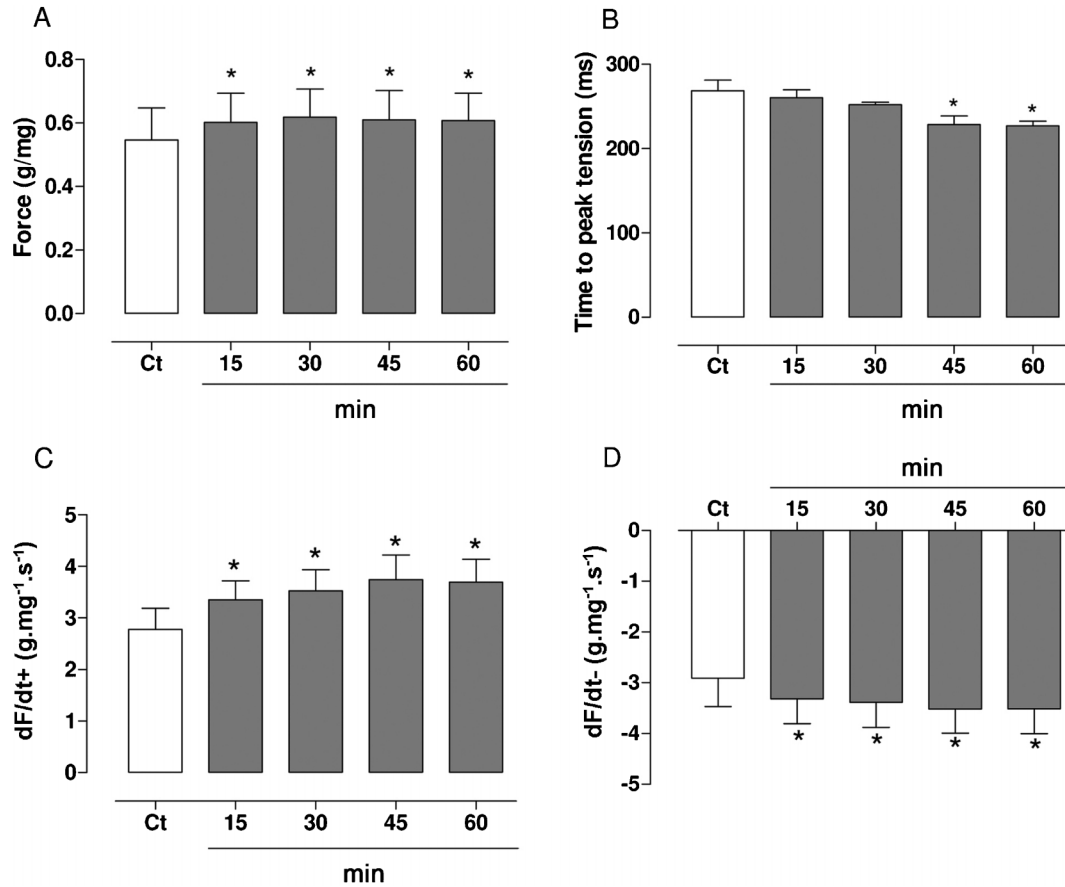 A
Force (g/mg)
0.8
0.6
0.4
0.2
0.0
* * * *
Ct 15 30 45 60
min
B
Time to peak tension (ms)
300
200
100
0
* *
Ct 15 30 45 60
min
C
dF/dt+ (g.mg⁻¹.s⁻¹)
5
4
3
2
1
0
* * * *
Ct 15 30 45 60
min
D
min
Ct 15 30 45 60
dF/dt- (g.mg⁻¹.s⁻¹)
0
-1
-2
-3
-4
-5
* * * *